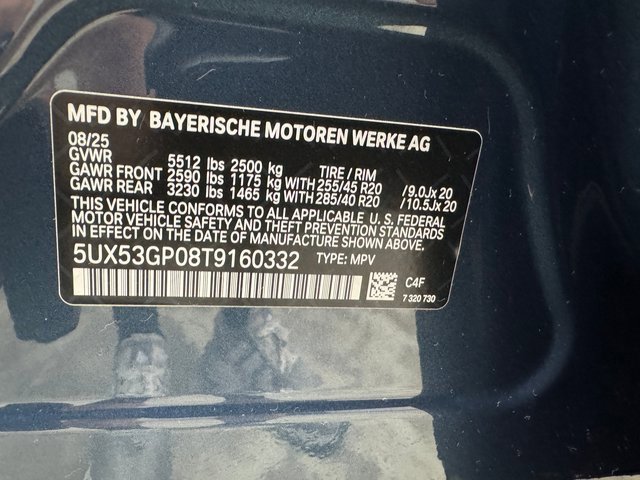 MFD BY BAYERISCHE MOTOREN WERKE AG
08/25
GVWR 5512 lbs 2500 kg TIRE / RIM
GAWR FRONT 2590 lbs 1175 kg WITH 255/45 R20 /9.0Jx 20
GAWR REAR 3230 lbs 1465 kg WITH 285/40 R20 /10.5Jx 20
THIS VEHICLE CONFORMS TO ALL APPLICABLE U. S. FEDERAL
MOTOR VEHICLE SAFETY AND THEFT PREVENTION STANDARDS
IN EFFECT ON THE DATE OF MANUFACTURE SHOWN ABOVE.
5UX53GP08T9160332 TYPE: MPV
C4F
7 320 730